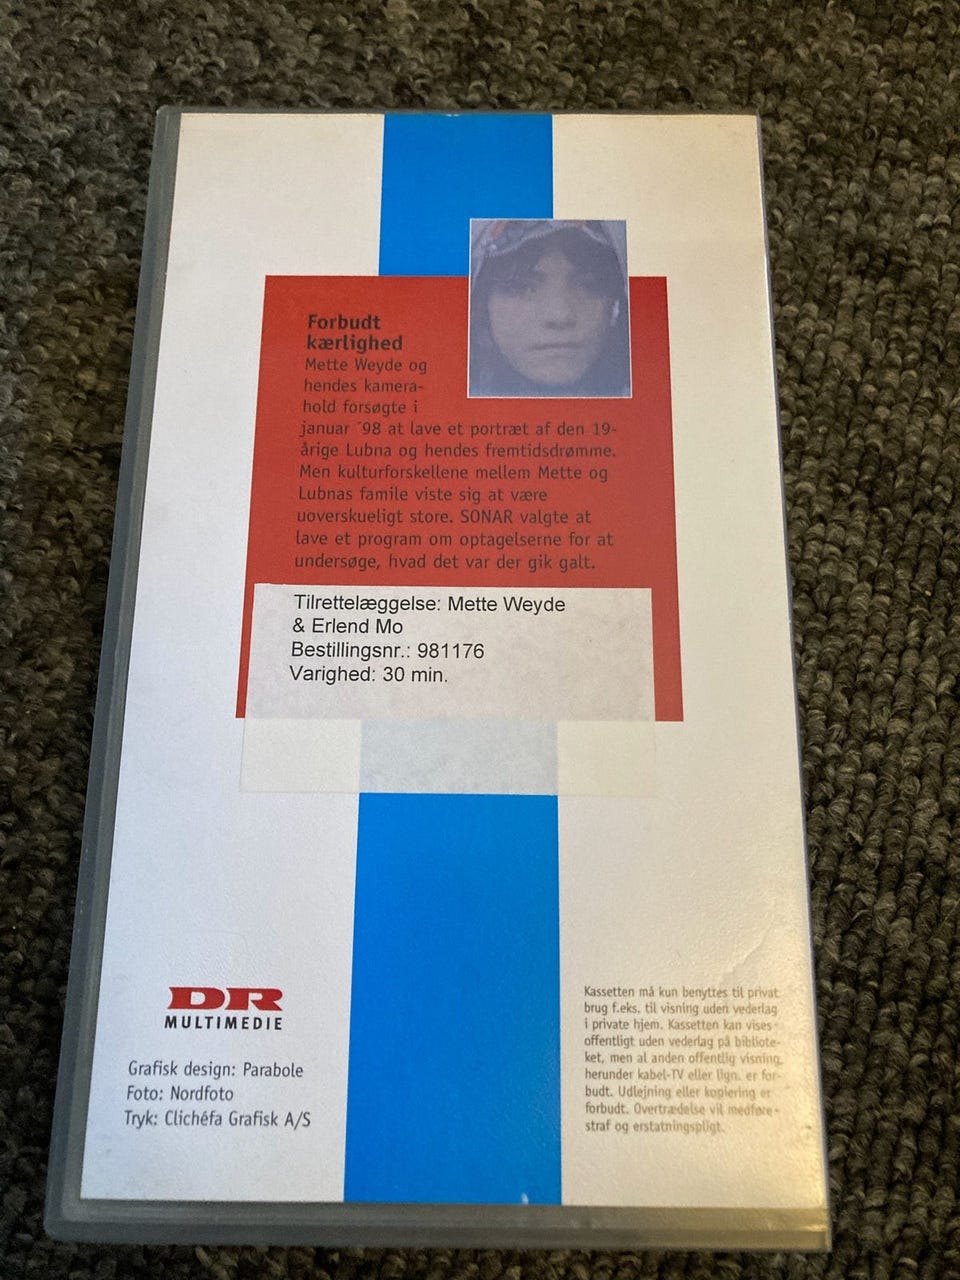 Forbudt
kærlighed
Mette Weyde og
hendes kamera-
hold forsøgte i
januar ´98 at lave et portræt af den 19-
årige Lubna og hendes fremtidsdrømme.
Men kulturforskellene mellem Mette og
Lubnas famile viste sig at være
uoverskueligt store. SONAR valgte at
lave et program om optagelserne for at
undersøge, hvad det var der gik galt.
Tilrettelæggelse: Mette Weyde
& Erlend Mo
Bestillingsnr.: 981176
Varighed: 30 min.
DR
MULTIMEDIE
Grafisk design: Parabole
Foto: Nordfoto
Tryk: Clichéfa Grafisk A/S
Kassetten må kun benyttes til privat
brug f.eks. til visning uden vederlag
i private hjem. Kassetten kan vises
offentligt uden vederlag på bibliote-
ket, men al anden offentlig visning,
herunder kabel-TV eller lign. er for-
budt. Udlejning eller kopiering er
forbudt. Overtrædelse vil medføre
straf og erstatningspligt.